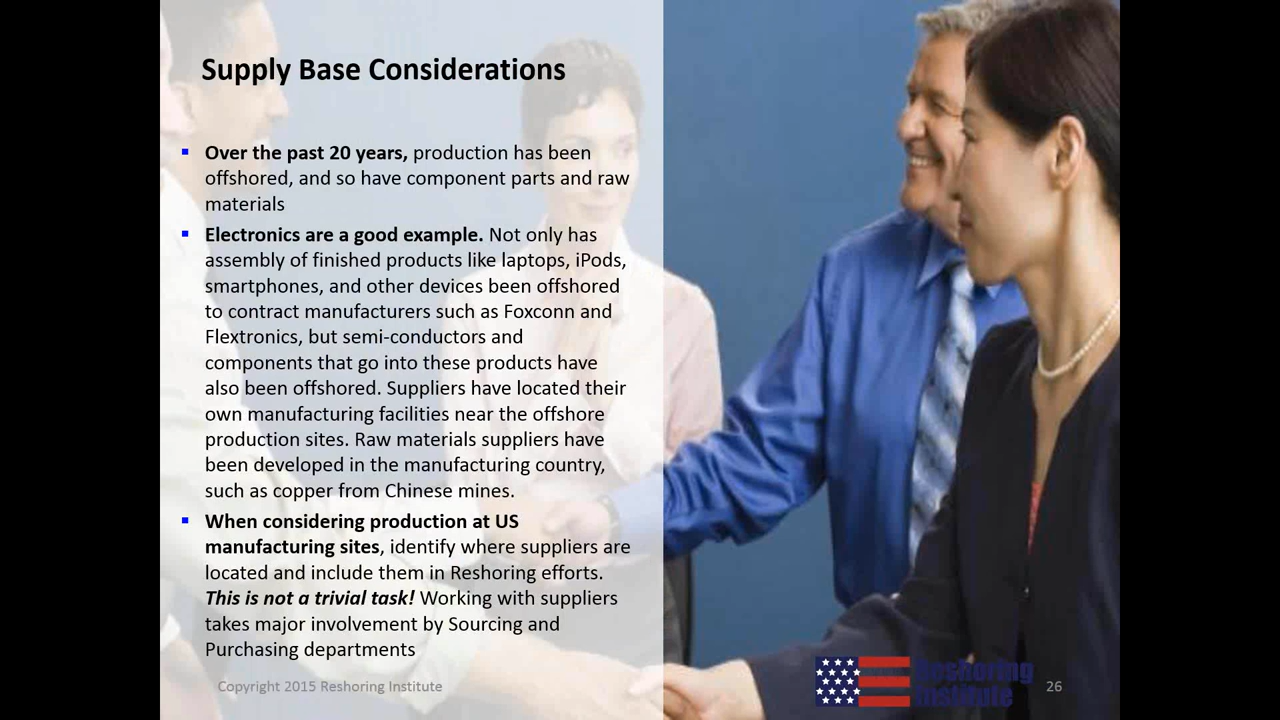 Supply Base Considerations
Over the past 20 years, production has been
offshored, and so have component parts and raw
materials
Electronics are a good example. Not only has
assembly of finished products like laptops, iPods,
smartphones, and other devices been offshored
to contract manufacturers such as Foxconn and
Flextronics, but semi-conductors and
components that go into these products have
also been offshored. Suppliers have located their
own manufacturing facilities near the offshore
production sites. Raw materials suppliers have
been developed in the manufacturing country,
such as copper from Chinese mines.
When considering production at US
manufacturing sites, identify where suppliers are
located and include them in Reshoring efforts.
This is not a trivial task! Working with suppliers
takes major involvement by Sourcing and
Purchasing departments
Copyright 2015 Reshoring Institute
Reshoring
Institute
26